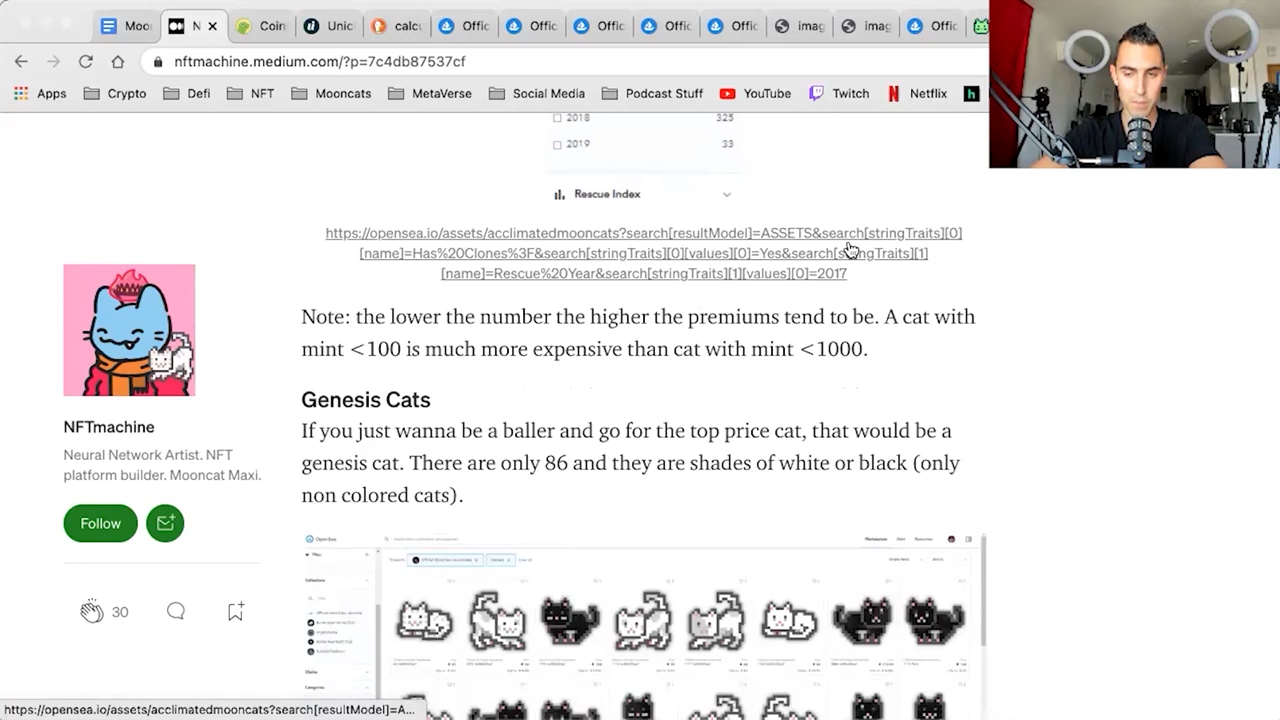 Moo
N
Coin
Unic
calc
Offic
Offic
Offic
Offic
Offic
imag
imag
Offic
nftmachine.medium.com/?p=7c4db87537cf
Apps
Crypto
Defi
NFT
Mooncats
MetaVerse
Social Media
Podcast Stuff
YouTube
Twitch
Netflix
h
2018 325
2019 33
Rescue Index
https://opensea.io/assets/acclimatedmooncats?search[resultModel]=ASSETS&search[stringTraits][0]
[name]=Has%20Clones%3F&search[stringTraits][0][values][0]=Yes&search[stringTraits][1]
[name]=Rescue%20Year&search[stringTraits][1][values][0]=2017
Note: the lower the number the higher the premiums tend to be. A cat with
mint <100 is much more expensive than cat with mint <1000.
Genesis Cats
If you just wanna be a baller and go for the top price cat, that would be a
genesis cat. There are only 86 and they are shades of white or black (only
non colored cats).
NFTmachine
Neural Network Artist. NFT
platform builder. Mooncat Maxi.
Follow
30
OpenSea
https://opensea.io/assets/acclimatedmooncats?search[resultModel]=A...